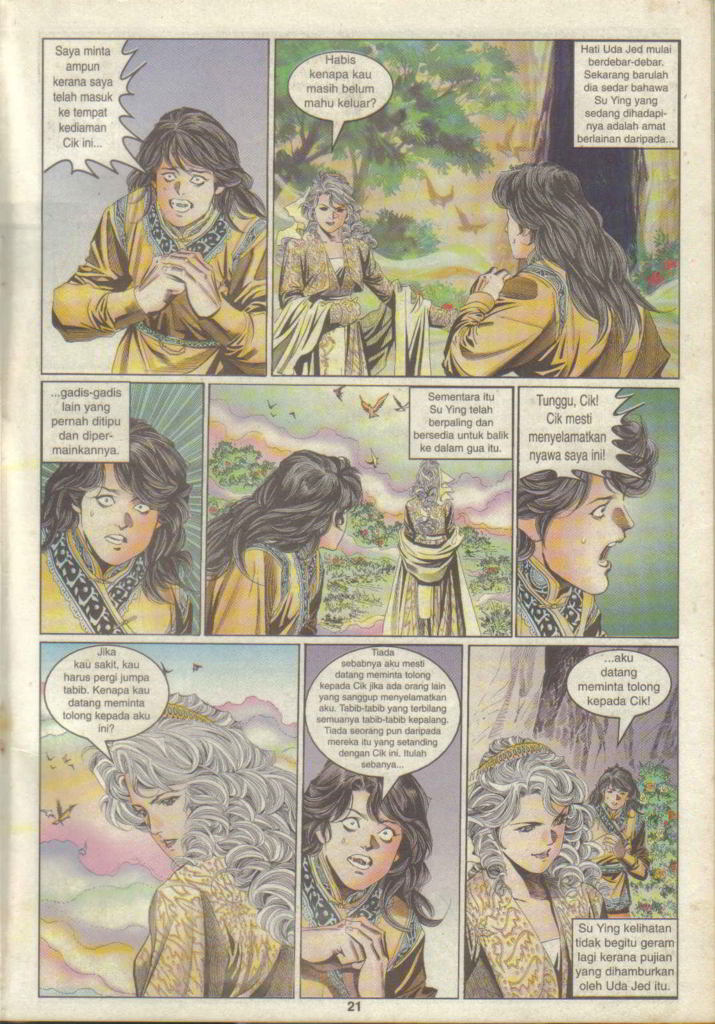 Saya minta
ampun
kerana saya
telah masuk
ke tempat
kediaman
Cik ini...
Habis
kenapa kau
masih belum
mahu keluar?
Hati Uda Jed mulai
berdebar-debar.
Sekarang barulah
dia sedar bahawa
Su Ying yang
sedang dihadapi-
nya adalah amat
berlainan daripada...
...gadis-gadis
lain yang
pernah ditipu
dan diper-
mainkannya.
Sementara itu
Su Ying telah
berpaling dan
bersedia untuk balik
ke dalam gua itu.
Tunggu, Cik!
Cik mesti
menyelamatkan
nyawa saya ini!
Jika
kau sakit, kau
harus pergi jumpa
tabib. Kenapa kau
datang meminta
tolong kepada aku
ini?
Tiada
sebabnya aku mesti
datang meminta tolong
kepada Cik jika ada orang lain
yang sanggup menyelamatkan
aku. Tabib-tabib yang terbilang
semuanya tabib-tabib kepalang.
Tiada seorang pun daripada
mereka itu yang setanding
dengan Cik ini. Itulah
sebanya...
...aku
datang
meminta tolong
kepada Cik!
Su Ying kelihatan
tidak begitu geram
lagi kerana pujian
yang dihamburkan
oleh Uda Jed itu.
21